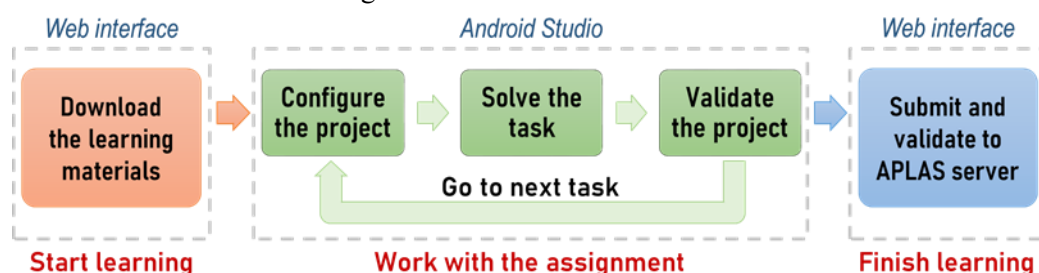 Web interface
Android Studio
Web interface
Download
the learning
materials
Configure
the project
Solve the
task
Validate
the project
Submit and
validate to
APLAS server
Go to next task
Start learning
Work with the assignment
Finish learning